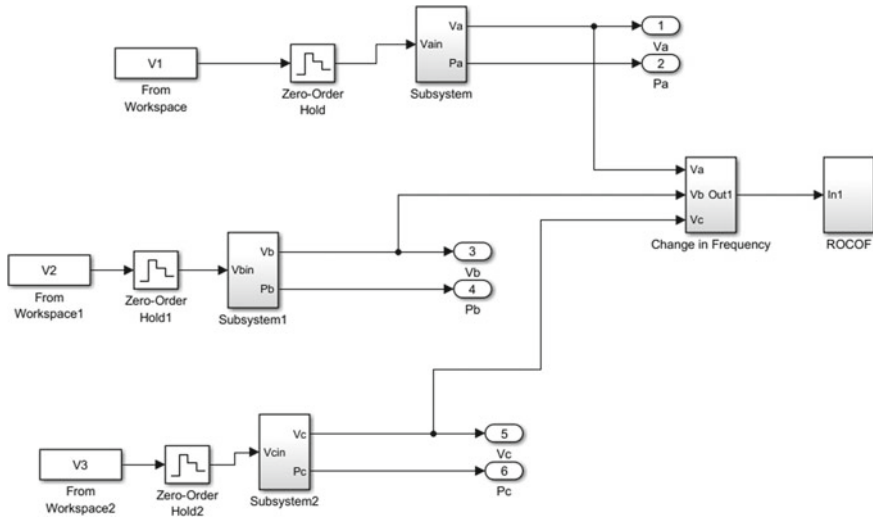 V1
From
Workspace
Zero-Order
Hold
Vain
Va
Pa
Subsystem
1
Va
2
Pa
Va
Vb
Vc
Out1
Change in Frequency
In1
ROCOF
V2
From
Workspace1
Zero-Order
Hold1
Vbin
Vb
Pb
Subsystem1
3
Vb
4
Pb
V3
From
Workspace2
Zero-Order
Hold2
Vcin
Vc
Pc
Subsystem2
5
Vc
6
Pc